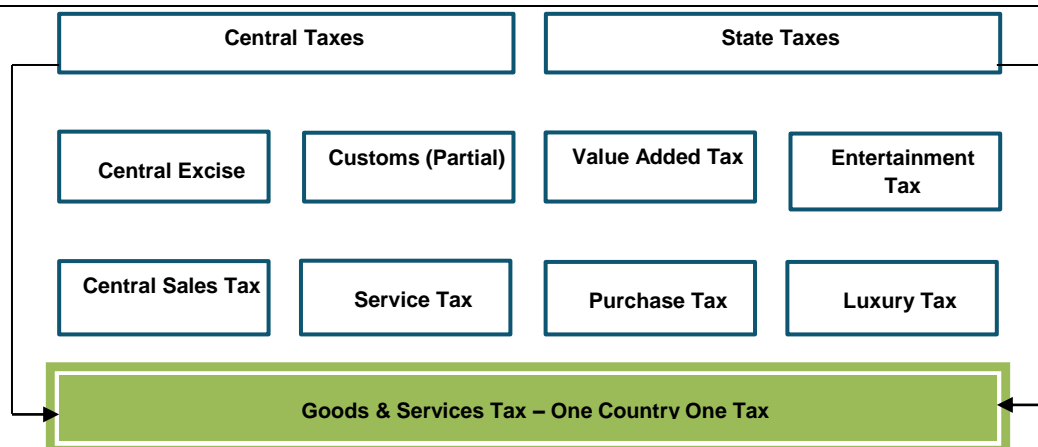 Central Taxes
State Taxes
Central Excise
Customs (Partial)
Value Added Tax
Entertainment
Tax
Central Sales Tax
Service Tax
Purchase Tax
Luxury Tax
Goods & Services Tax – One Country One Tax